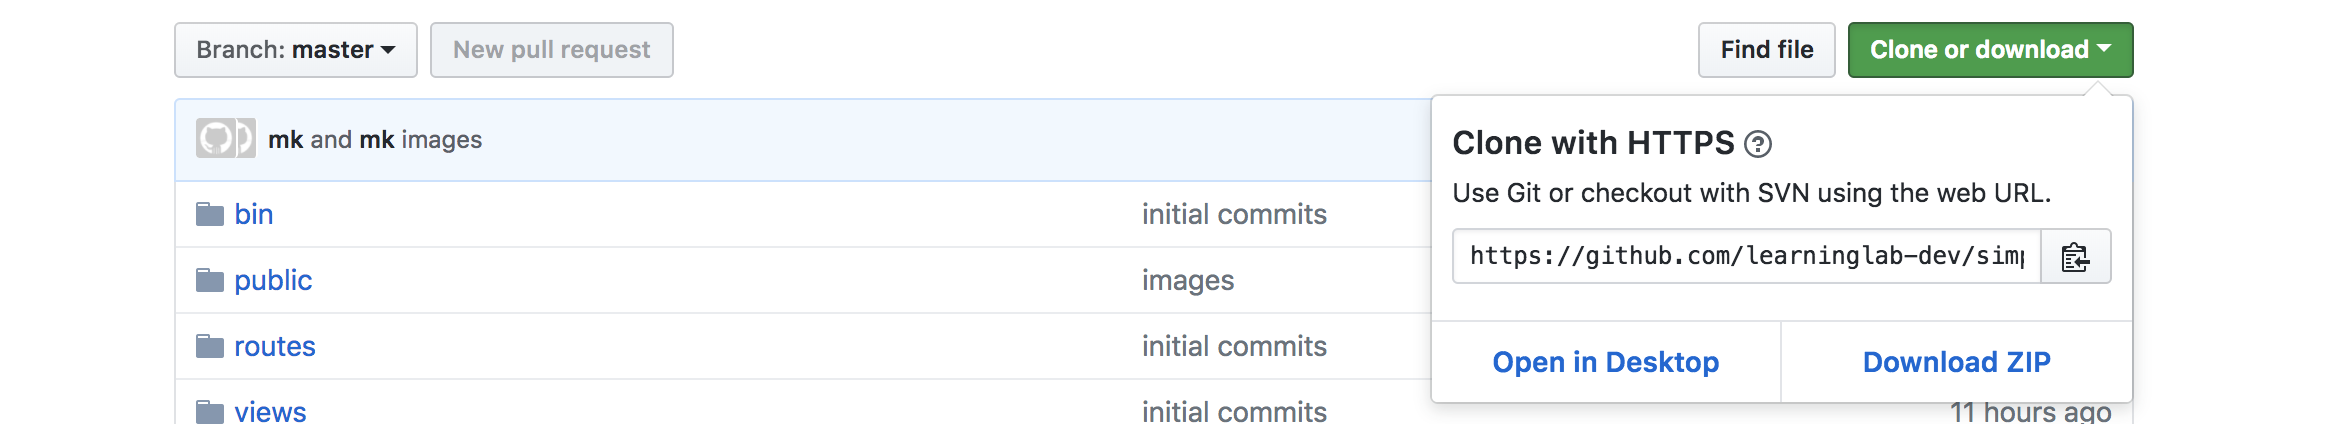 Branch: master
New pull request
Find file
Clone or download
mk and mk images
Clone with HTTPS
Use Git or checkout with SVN using the web URL.
https://github.com/learninglab-dev/sim
Open in Desktop
Download ZIP
bin initial commits
public images
routes initial commits
views initial commits 11 hours ago